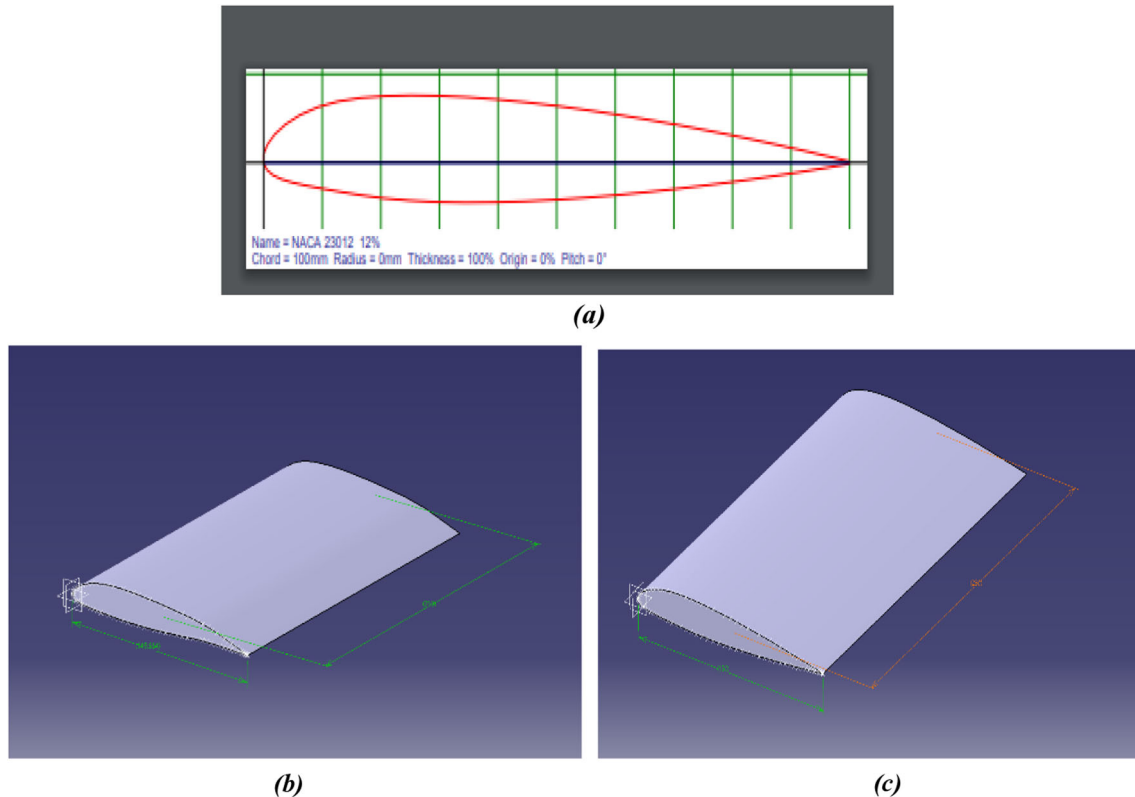 Name = NACA 23012 12%
Chord = 100mm Radius = 0mm Thickness = 100% Origin = 0% Pitch = 0°
(a)
(b)
(c)